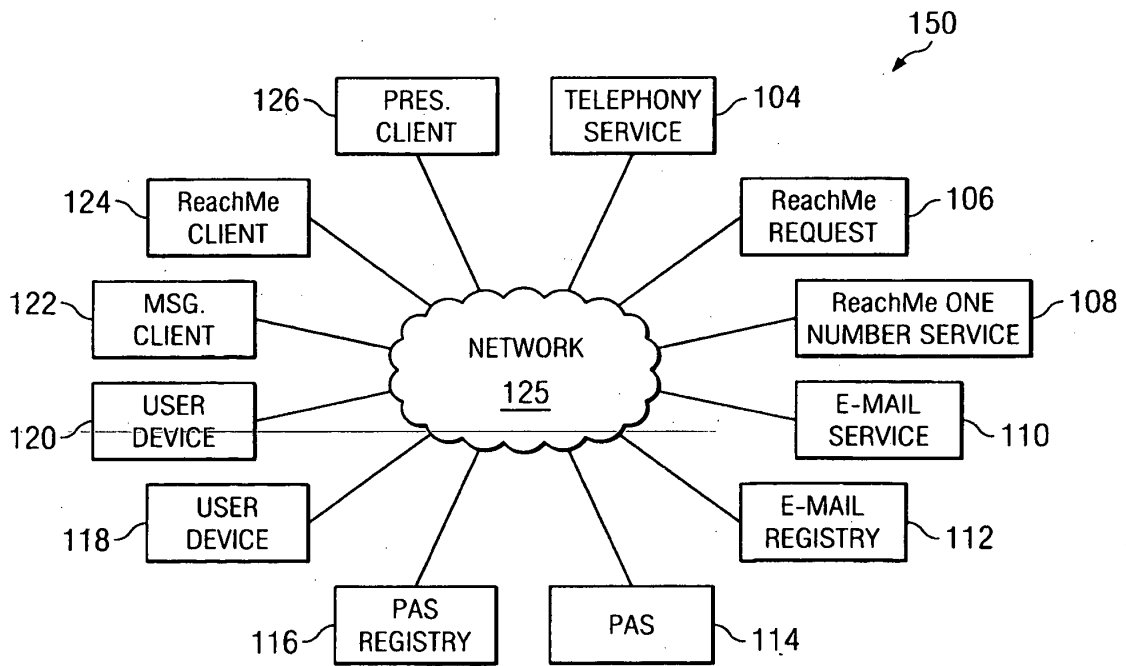 150
126
PRES.
CLIENT
TELEPHONY
SERVICE
104
124
ReachMe
CLIENT
ReachMe
REQUEST
106
122
MSG.
CLIENT
ReachMe ONE
NUMBER SERVICE
108
NETWORK
125
120
USER
DEVICE
E-MAIL
SERVICE
110
118
USER
DEVICE
E-MAIL
REGISTRY
112
116
PAS
REGISTRY
PAS
114